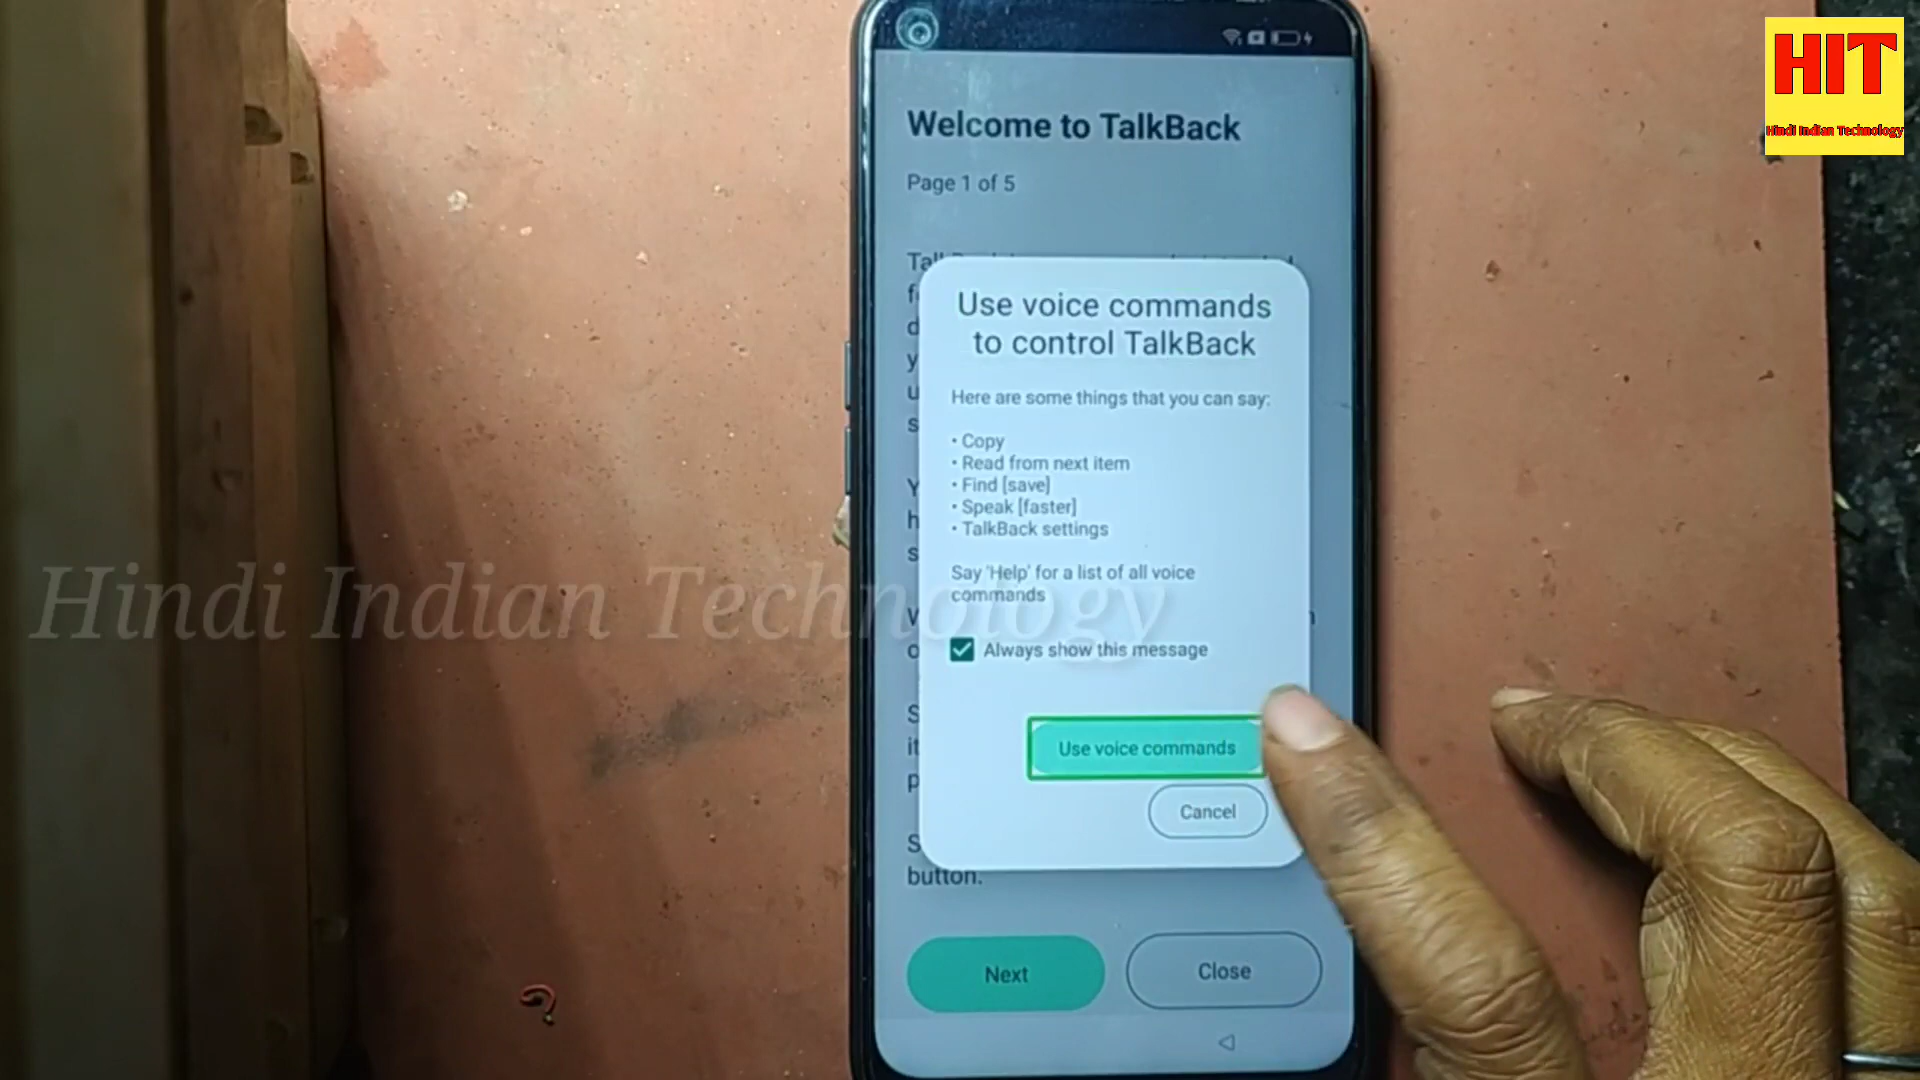 HIT
Hindi Indian Technology
Welcome to TalkBack
Page 1 of 5
Use voice commands
to control TalkBack
Here are some things that you can say:
• Copy
• Read from next item
• Find [save]
• Speak [faster]
• TalkBack settings
Say 'Help' for a list of all voice
commands
Hindi Indian Technology
Always show this message
Use voice commands
Cancel
button.
Next
Close